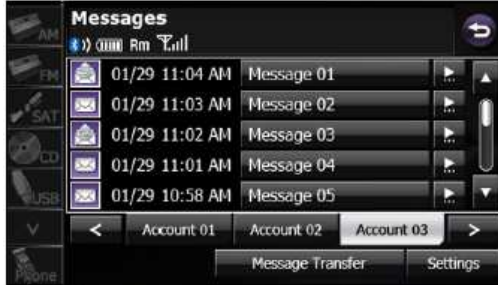 Messages
AM
Rm
FM
01/29 11:04 AM Message 01
01/29 11:03 AM Message 02
SAT
01/29 11:02 AM Message 03
CD
01/29 11:01 AM Message 04
USB
01/29 10:58 AM Message 05
< Account 01 Account 02 Account 03 >
Phone
Message Transfer Settings